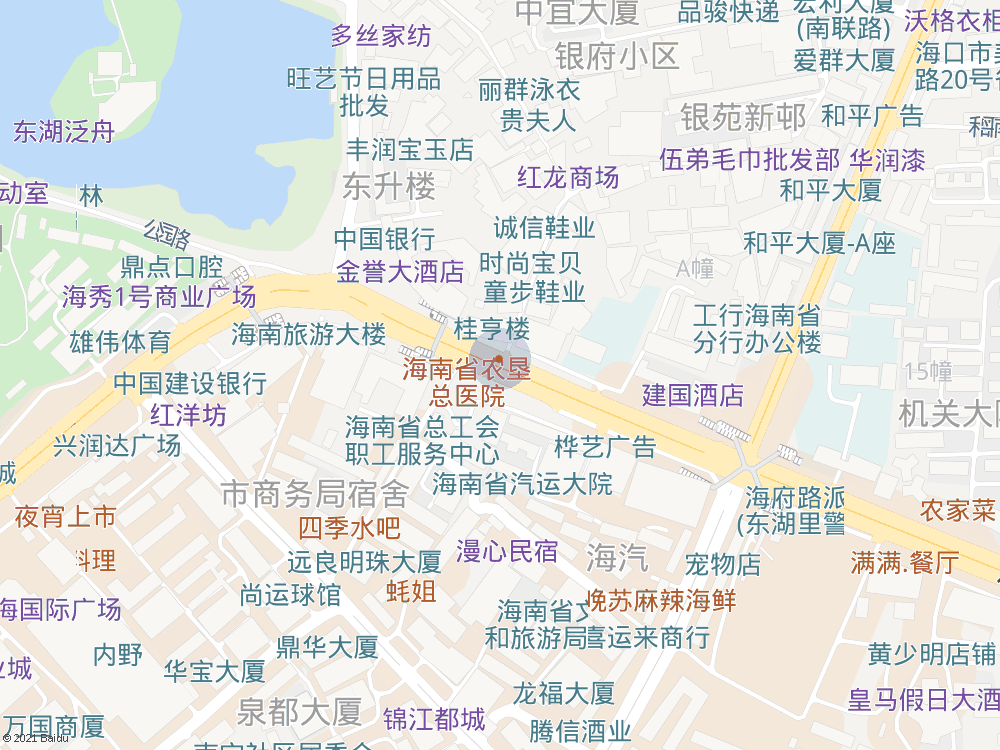 中宜大厦
品骏快递
宏利大厦
(南联路)
沃格衣柜
多丝家纺
银府小区
爱群大厦
海口市美
路20号省
旺艺节日用品
批发
丽群泳衣
贵夫人
银苑新邨
和平广告
东湖泛舟
丰润宝玉店
伍弟毛巾批发部
华润漆
红龙商场
东升楼
和平大厦
动室
林
公园路
诚信鞋业
中国银行
和平大厦-A座
鼎点口腔
金誉大酒店
时尚宝贝
童步鞋业
A幢
海秀1号商业广场
雄伟体育
海南旅游大楼
桂亨楼
工行海南省
分行办公楼
海南省农垦
总医院
15幢
中国建设银行
建国酒店
红洋坊
机关大院
兴润达广场
海南省总工会
职工服务中心
桦艺广告
城
市商务局宿舍
海南省汽运大院
海府路派
(东湖里警
夜宵上市
四季水吧
农家菜
料理
远良明珠大厦
漫心民宿
海汽
宠物店
满满.餐厅
尚运球馆
蚝姐
海国际广场
海南省文
和旅游局
晚苏麻辣海鲜
喜运来商行
内野
鼎华大厦
华宝大厦
黄少明店铺
业城
龙福大厦
皇马假日大酒
泉都大厦
锦江都城
万国商厦
腾信酒业
© 2021 Baidu